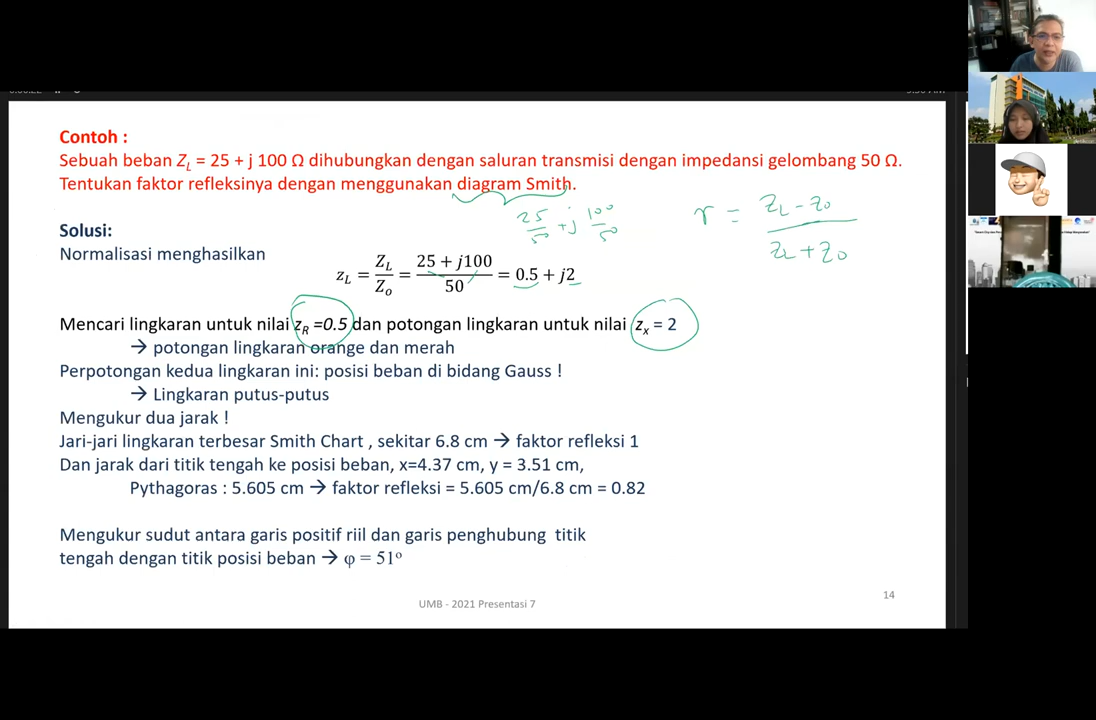 Contoh :
Sebuah beban Z_L = 25 + j 100 Ω dihubungkan dengan saluran transmisi dengan impedansi gelombang 50 Ω.
Tentukan faktor refleksinya dengan menggunakan diagram Smith.
25/50 + j 100/50
r = (Z_L - Z_0)/(Z_L + Z_0)
Solusi:
Normalisasi menghasilkan
z_L = Z_L/Z_o = (25 + j100)/50 = 0.5 + j2
Mencari lingkaran untuk nilai z_R =0.5 dan potongan lingkaran untuk nilai z_x = 2
→ potongan lingkaran orange dan merah
Perpotongan kedua lingkaran ini: posisi beban di bidang Gauss !
→ Lingkaran putus-putus
Mengukur dua jarak !
Jari-jari lingkaran terbesar Smith Chart , sekitar 6.8 cm → faktor refleksi 1
Dan jarak dari titik tengah ke posisi beban, x=4.37 cm, y = 3.51 cm,
Pythagoras : 5.605 cm → faktor refleksi = 5.605 cm/6.8 cm = 0.82
Mengukur sudut antara garis positif riil dan garis penghubung titik
tengah dengan titik posisi beban → φ = 51°
UMB - 2021 Presentasi 7
14